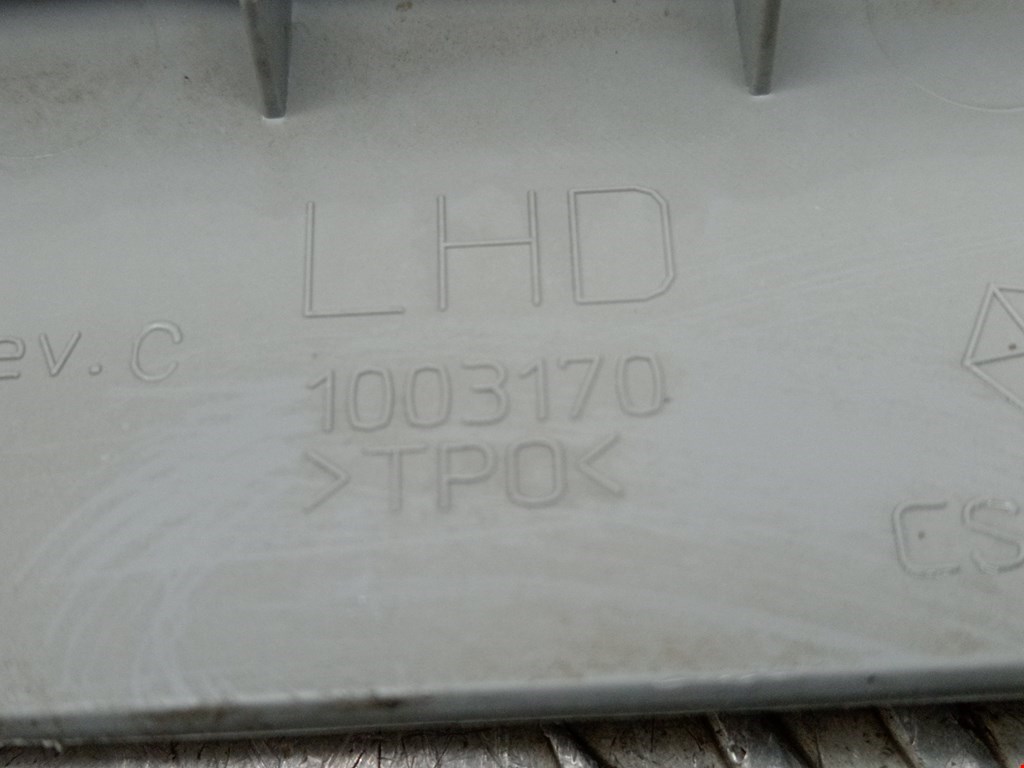 LHD
ev. C
1003170
>TPO<
CS